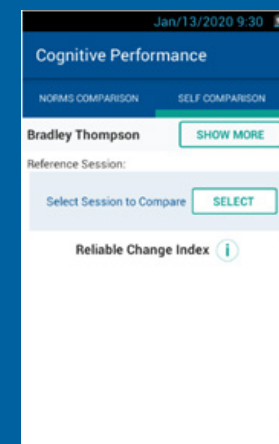 Jan/13/2020 9:30
Cognitive Performance
NORMS COMPARISON SELF COMPARISON
Bradley Thompson SHOW MORE
Reference Session:
Select Session to Compare SELECT
Reliable Change Index i